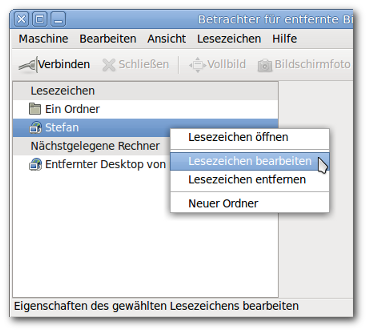 Betrachter für entfernte Bi
Maschine Bearbeiten Ansicht Lesezeichen Hilfe
Verbinden Schließen Vollbild Bildschirmfoto
Lesezeichen
Ein Ordner
Stefan
Lesezeichen öffnen
Nächstgelegene Rechner
Lesezeichen bearbeiten
Entfernter Desktop von
Lesezeichen entfernen
Neuer Ordner
Eigenschaften des gewählten Lesezeichens bearbeiten